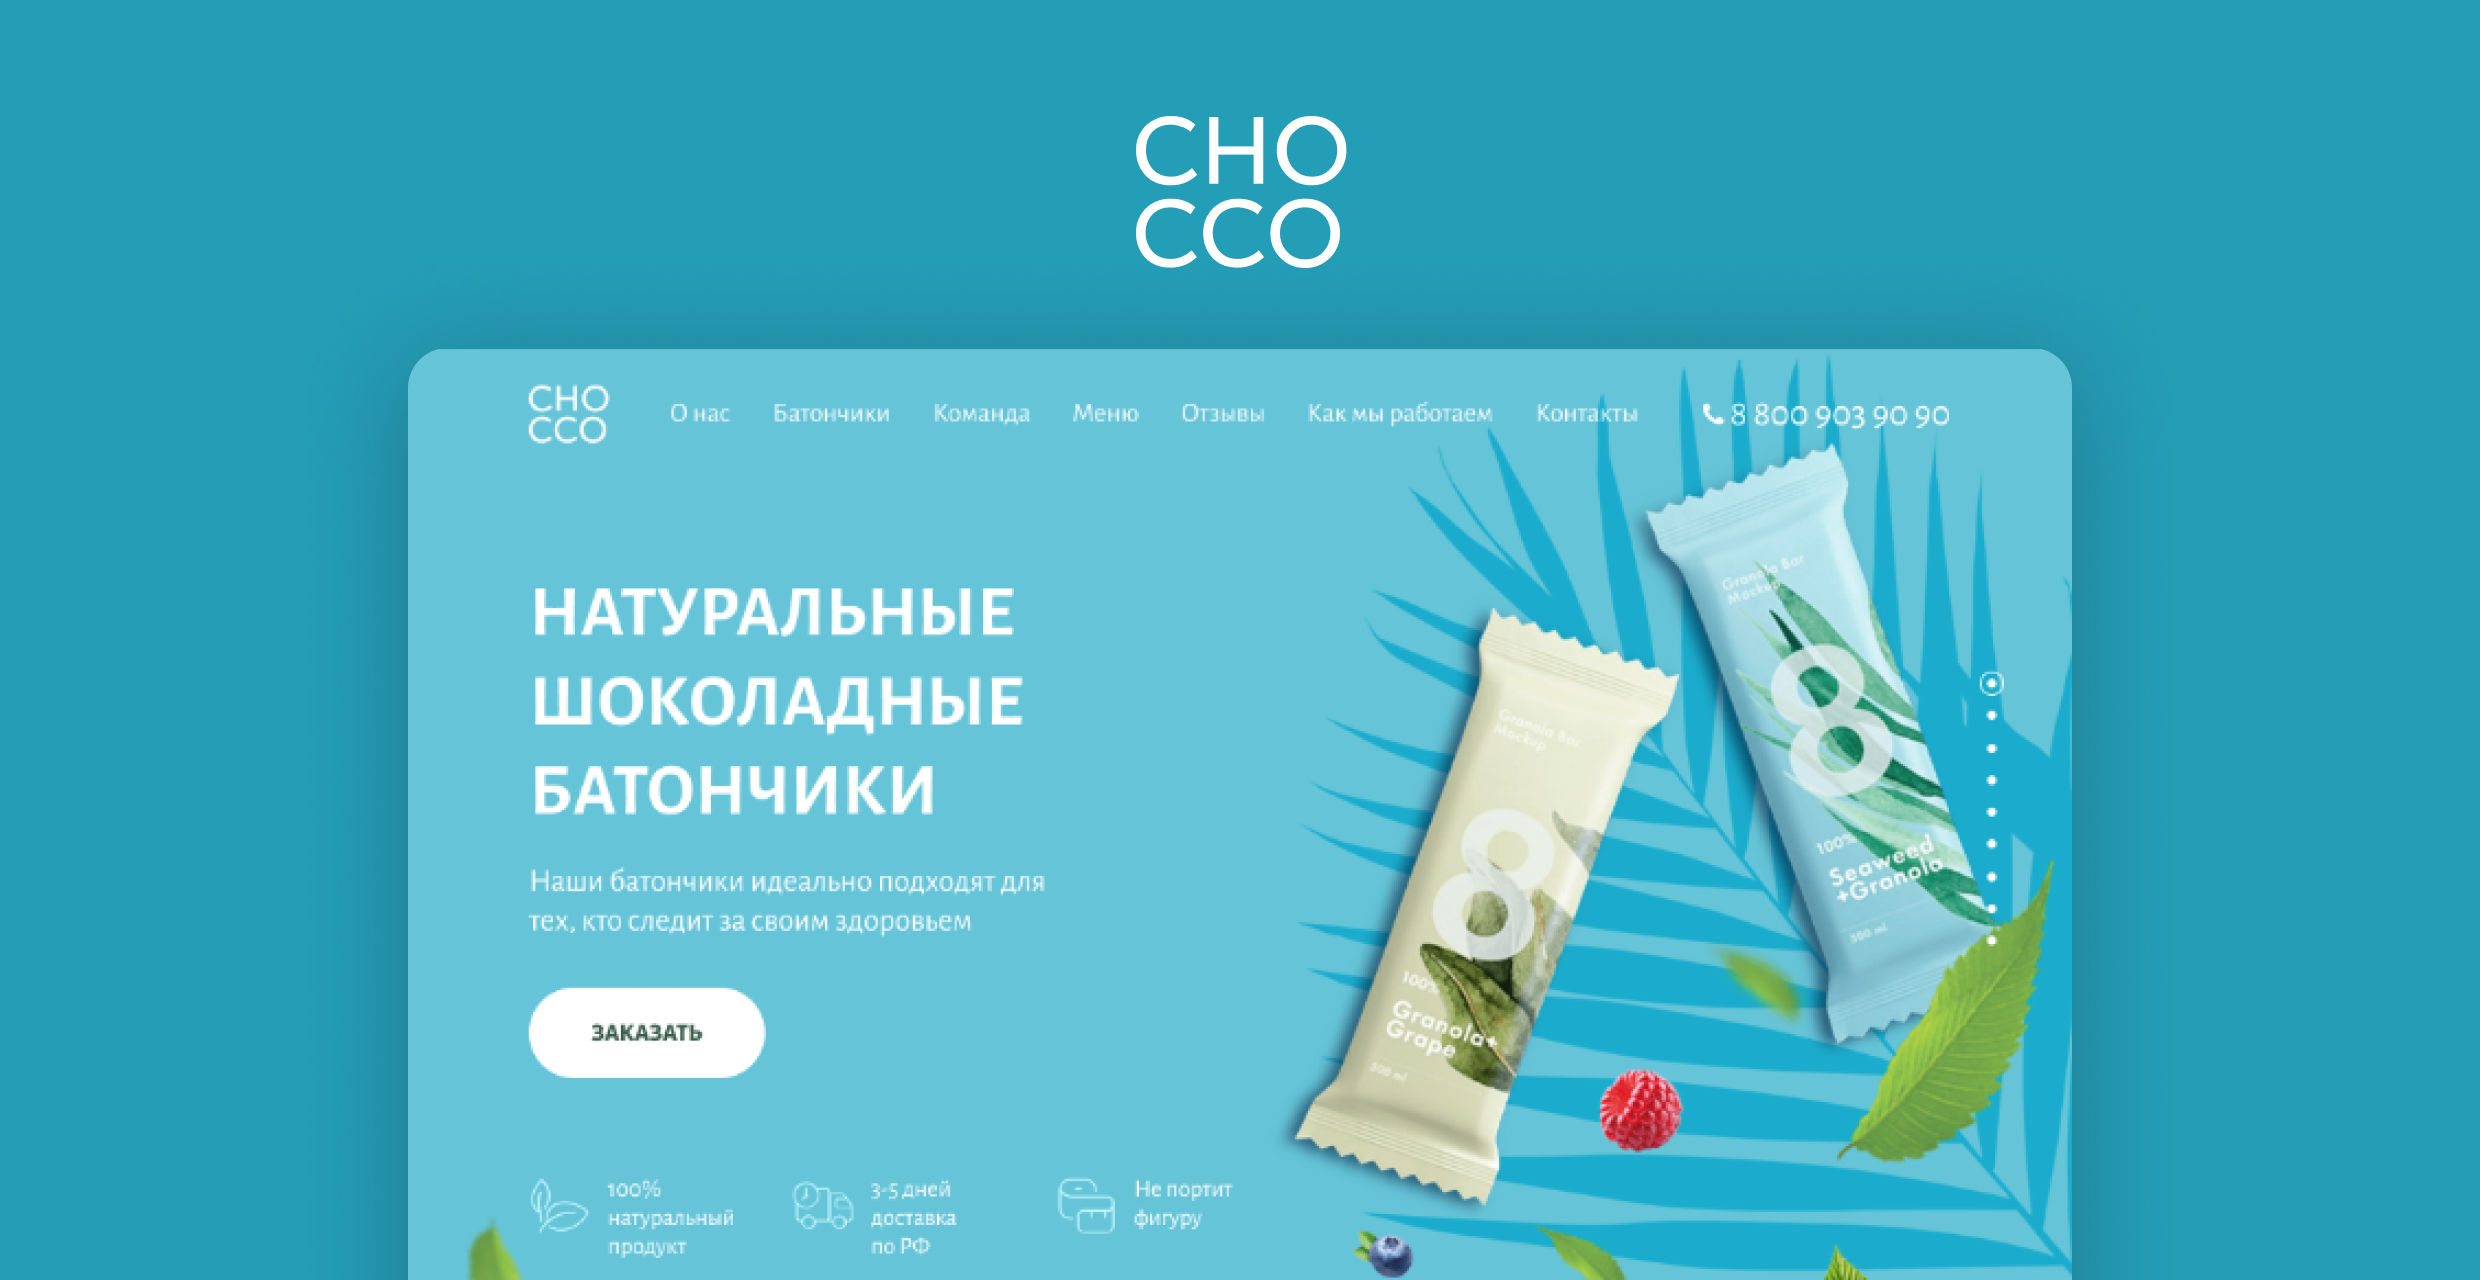 CHO
CCO
CHO
CCO
О нас
Батончики
Команда
Меню
Отзывы
Как мы работаем
Контакты
8 800 903 90 90
НАТУРАЛЬНЫЕ
ШОКОЛАДНЫЕ
БАТОНЧИКИ
Наши батончики идеально подходят для
тех, кто следит за своим здоровьем
ЗАКАЗАТЬ
100%
натуральный
продукт
3-5 дней
доставка
по РФ
Не портит
фигуру
Granola Bar
Mockup
8
100%
Granola+
Grape
300 ml
Granola Bar
Mockup
8
100%
Seaweed
+Granola
300 ml